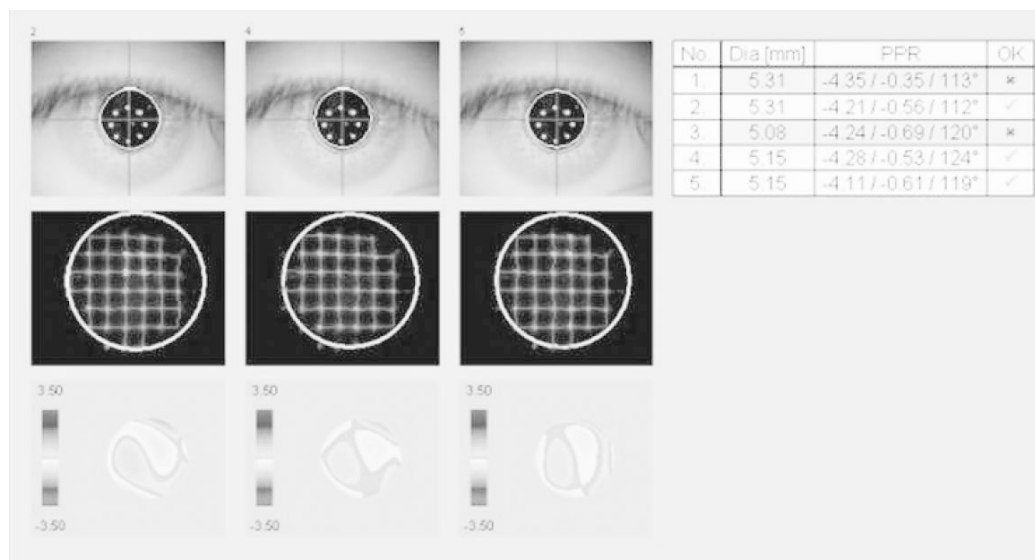 2
4
5
No. Dia.[mm] PPR OK
1. 5.31 -4.35 / -0.35 / 113° ×
2. 5.31 -4.21 / -0.56 / 112° ✓
3. 5.08 -4.24 / -0.69 / 120° ×
4. 5.15 -4.28 / -0.53 / 124° ✓
5. 5.15 -4.11 / -0.61 / 119° ✓
3.50
-3.50
3.50
-3.50
3.50
-3.50